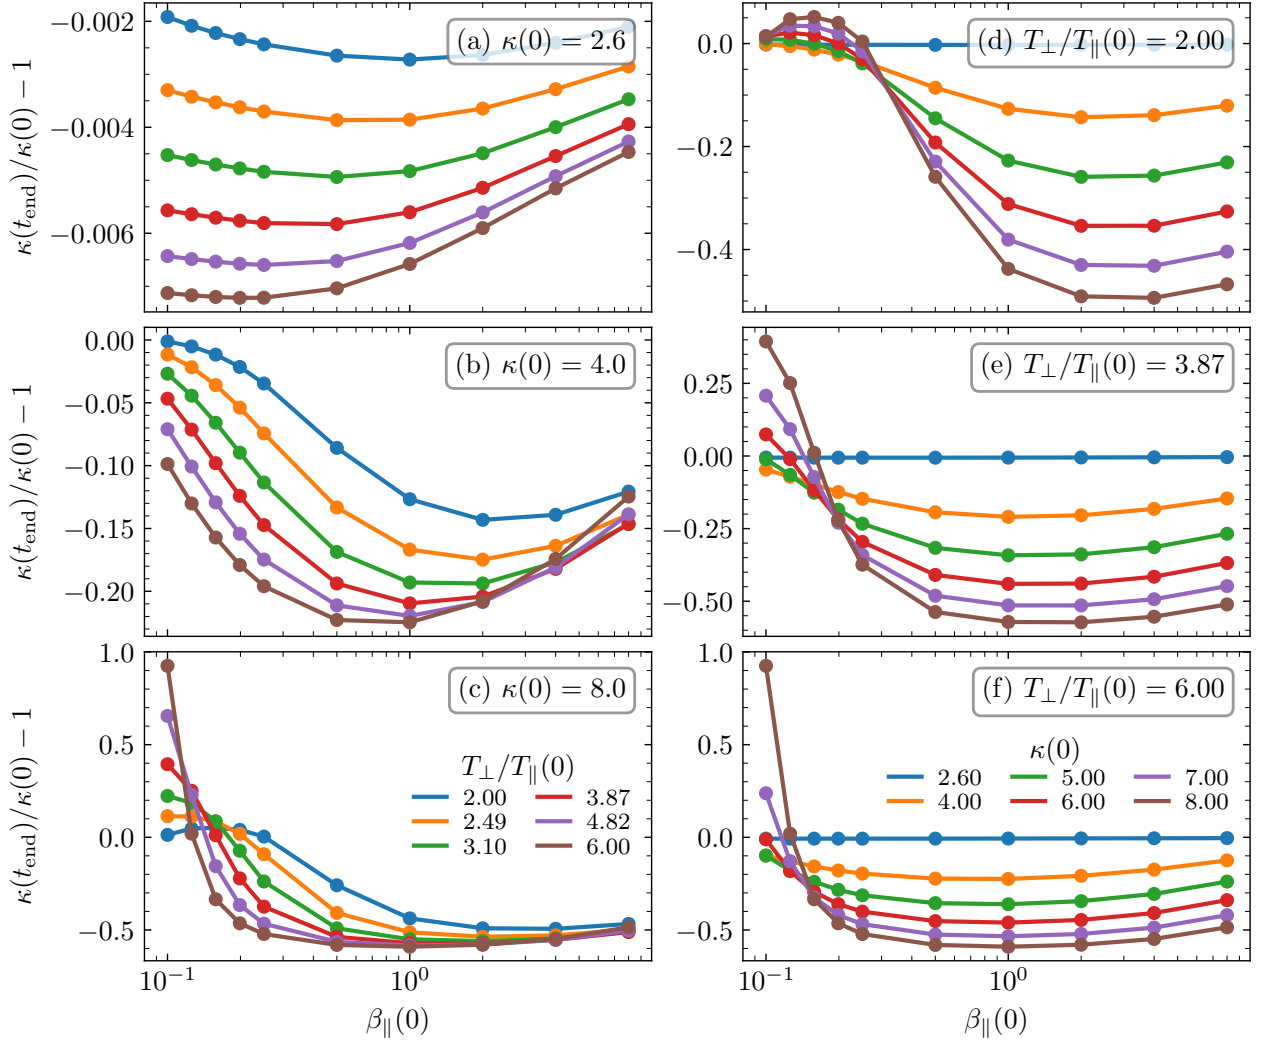 κ(t_end)/κ(0) − 1
−0.002
−0.004
−0.006
(a) κ(0) = 2.6
0.0
−0.2
−0.4
(d) T⊥/T∥(0) = 2.00
κ(t_end)/κ(0) − 1
0.00
−0.05
−0.10
−0.15
−0.20
(b) κ(0) = 4.0
0.25
0.00
−0.25
−0.50
(e) T⊥/T∥(0) = 3.87
κ(t_end)/κ(0) − 1
1.0
0.5
0.0
−0.5
(c) κ(0) = 8.0
T⊥/T∥(0)
2.00 3.87
2.49 4.82
3.10 6.00
10⁻¹ 10⁰
β∥(0)
1.0
0.5
0.0
−0.5
(f) T⊥/T∥(0) = 6.00
κ(0)
2.60 5.00 7.00
4.00 6.00 8.00
10⁻¹ 10⁰
β∥(0)